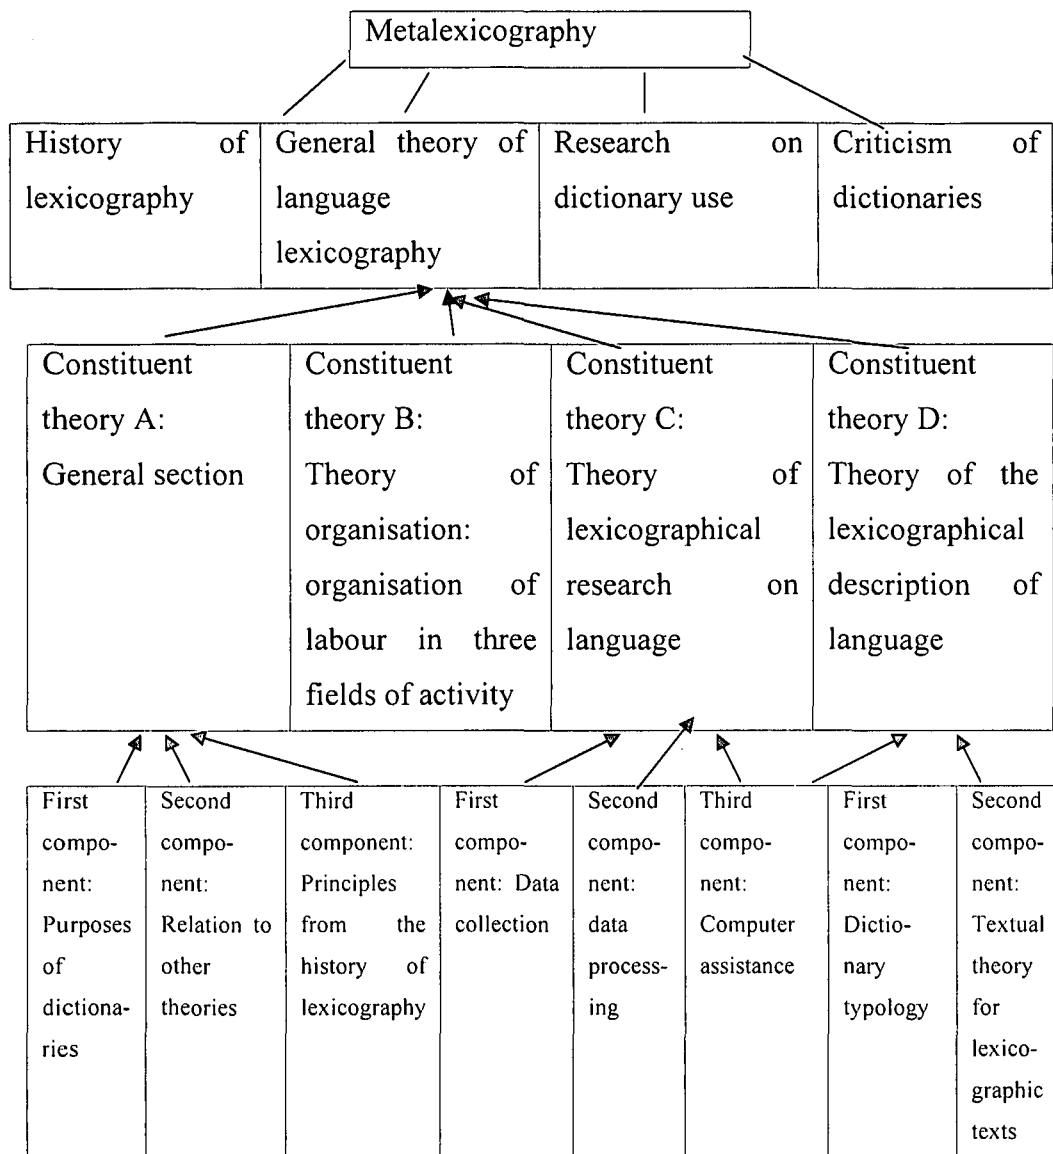 Metalexicography
History of
lexicography
General theory of
language
lexicography
Research on
dictionary use
Criticism of
dictionaries
Constituent
theory A:
General section
Constituent
theory B:
Theory of
organisation:
organisation of
labour in three
fields of activity
Constituent
theory C:
Theory of
lexicographical
research on
language
Constituent
theory D:
Theory of the
lexicographical
description of
language
First
compo-
nent:
Purposes
of
dictiona-
ries
Second
compo-
nent:
Relation to
other
theories
Third
component:
Principles
from the
history of
lexicography
First
compo-
nent: Data
collection
Second
compo-
nent:
data
process-
ing
Third
compo-
nent:
Computer
assistance
First
compo-
nent:
Dictio-
nary
typology
Second
compo-
nent:
Textual
theory
for
lexico-
graphic
texts